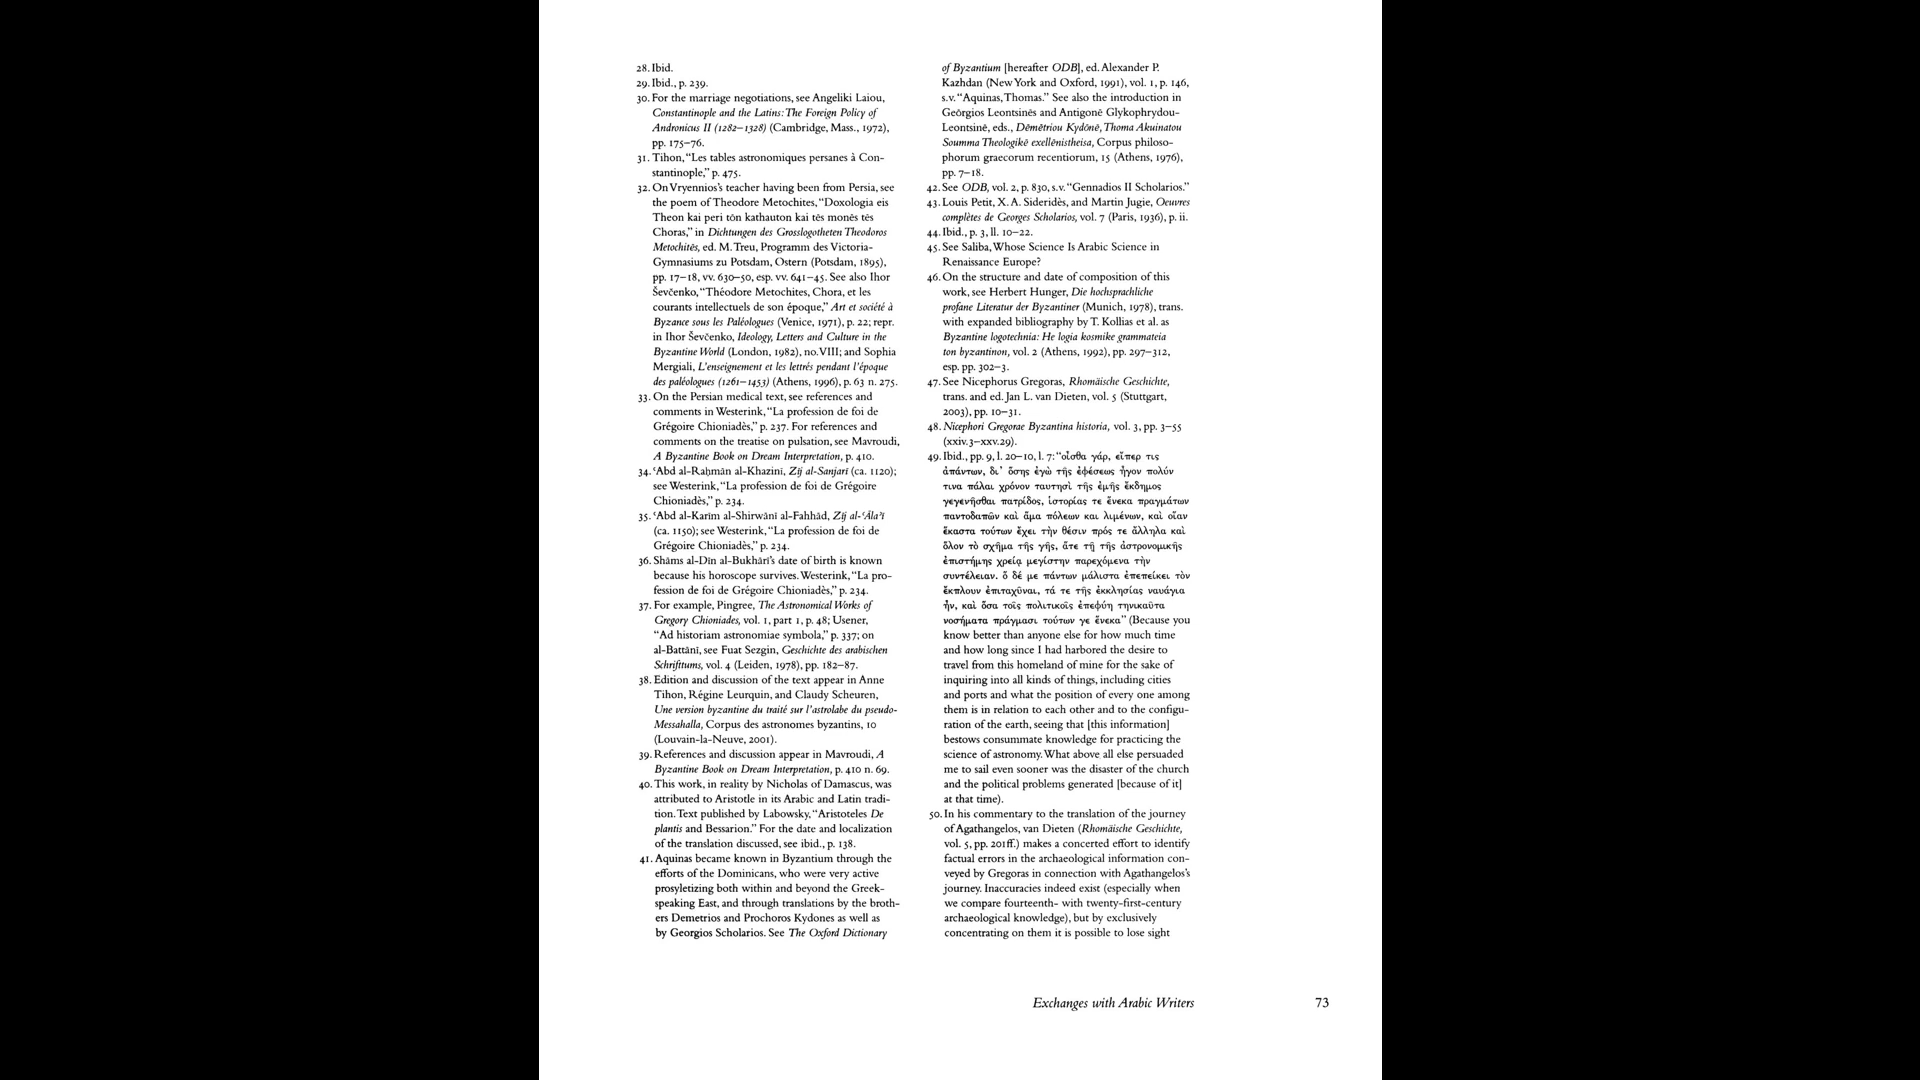 28. Ibid.
29. Ibid., p. 239.
30. For the marriage negotiations, see Angeliki Laiou,
Constantinople and the Latins: The Foreign Policy of
Andronicus II (1282–1328) (Cambridge, Mass., 1972),
pp. 175–76.
31. Tihon, “Les tables astronomiques persanes à Con-
stantinople,” p. 475.
32. On Vryennios’s teacher having been from Persia, see
the poem of Theodore Metochites, “Doxologia eis
Theon kai peri tōn kathauton kai tēs monēs tēs
Choras,” in Dichtungen des Grosslogotheten Theodoros
Metochitēs, ed. M. Treu, Programm des Victoria-
Gymnasiums zu Potsdam, Ostern (Potsdam, 1895),
pp. 17–18, vv. 630–50, esp. vv. 641–45. See also Ihor
Ševčenko, “Théodore Metochites, Chora, et les
courants intellectuels de son époque,” Art et société à
Byzance sous les Paléologues (Venice, 1971), p. 22; repr.
in Ihor Ševčenko, Ideology, Letters and Culture in the
Byzantine World (London, 1982), no. VIII; and Sophia
Mergiali, L’enseignement et les lettrés pendant l’époque
des paléologues (1261–1453) (Athens, 1996), p. 63 n. 275.
33. On the Persian medical text, see references and
comments in Westerink, “La profession de foi de
Grégoire Chioniadès,” p. 237. For references and
comments on the treatise on pulsation, see Mavroudi,
A Byzantine Book on Dream Interpretation, p. 410.
34. ʿAbd al-Raḥmān al-Khazinī, Zīj al-Sanjarī (ca. 1120);
see Westerink, “La profession de foi de Grégoire
Chioniadès,” p. 234.
35. ʿAbd al-Karīm al-Shirwānī al-Fahhād, Zīj al-ʿAlaʾī
(ca. 1150); see Westerink, “La profession de foi de
Grégoire Chioniadès,” p. 234.
36. Shāms al-Dīn al-Bukhārī’s date of birth is known
because his horoscope survives. Westerink, “La pro-
fession de foi de Grégoire Chioniadès,” p. 234.
37. For example, Pingree, The Astronomical Works of
Gregory Chioniades, vol. 1, part 1, p. 48; Usener,
“Ad historiam astronomiae symbola,” p. 337; on
al-Battānī, see Fuat Sezgin, Geschichte des arabischen
Schrifttums, vol. 4 (Leiden, 1978), pp. 182–87.
38. Edition and discussion of the text appear in Anne
Tihon, Régine Leurquin, and Claudy Scheuren,
Une version byzantine du traité sur l’astrolabe du pseudo-
Messahalla, Corpus des astronomes byzantins, 10
(Louvain-la-Neuve, 2001).
39. References and discussion appear in Mavroudi, A
Byzantine Book on Dream Interpretation, p. 410 n. 69.
40. This work, in reality by Nicholas of Damascus, was
attributed to Aristotle in its Arabic and Latin tradi-
tion. Text published by Labowsky, “Aristoteles De
plantis and Bessarion.” For the date and localization
of the translation discussed, see ibid., p. 138.
41. Aquinas became known in Byzantium through the
efforts of the Dominicans, who were very active
prosyletizing both within and beyond the Greek-
speaking East, and through translations by the broth-
ers Demetrios and Prochoros Kydones as well as
by Georgios Scholarios. See The Oxford Dictionary
of Byzantium [hereafter ODB], ed. Alexander P.
Kazhdan (New York and Oxford, 1991), vol. 1, p. 146,
s.v. “Aquinas, Thomas.” See also the introduction in
Geōrgios Leontsinēs and Antigonē Glykophrydou-
Leontsinē, eds., Dēmētriou Kydōnē, Thoma Akuinatou
Soumma Theologikē exellēnistheisa, Corpus philoso-
phorum graecorum recentiorum, 15 (Athens, 1976),
pp. 7–18.
42. See ODB, vol. 2, p. 830, s.v. “Gennadios II Scholarios.”
43. Louis Petit, X. A. Sideridès, and Martin Jugie, Oeuvres
complètes de Georges Scholarios, vol. 7 (Paris, 1936), p. ii.
44. Ibid., p. 3, ll. 10–22.
45. See Saliba, Whose Science Is Arabic Science in
Renaissance Europe?
46. On the structure and date of composition of this
work, see Herbert Hunger, Die hochsprachliche
profane Literatur der Byzantiner (Munich, 1978), trans.
with expanded bibliography by T. Kollias et al. as
Byzantine logotechnia: He logia kosmike grammateia
ton byzantinon, vol. 2 (Athens, 1992), pp. 297–312,
esp. pp. 302–3.
47. See Nicephorus Gregoras, Rhomäische Geschichte,
trans. and ed. Jan L. van Dieten, vol. 5 (Stuttgart,
2003), pp. 10–31.
48. Nicephori Gregorae Byzantina historia, vol. 3, pp. 3–55
(xxiv.3–xxv.29).
49. Ibid., pp. 9, l. 20–10, l. 7: “οἶσθα γάρ, εἴπερ τις
ἁπάντων, δι’ ὅσης ἐγὼ τῆς ἐφέσεως ἦγον πολύν
τινα πάλαι χρόνον ταυτησὶ τῆς ἐμῆς ἔκδημος
γεγενῆσθαι πατρίδος, ἱστορίας τε ἕνεκα πραγμάτων
παντοδαπῶν καὶ ἅμα πόλεων και λιμένων, καὶ οἵαν
ἕκαστα τούτων ἔχει τὴν θέσιν πρός τε ἄλληλα καὶ
ὅλον τὸ σχῆμα τῆς γῆς, ἅτε τῇ τῆς ἀστρονομικῆς
ἐπιστήμης χρείᾳ μεγίστην παρεχόμενα τὴν
συντέλειαν. ὅ δέ με πάντων μάλιστα ἐπεπείκει τὸν
ἔκπλουν ἐπιταχῦναι, τά τε τῆς ἐκκλησίας ναυάγια
ἦν, καὶ ὅσα τοῖς πολιτικοῖς ἐπεφύη τηνικαῦτα
νοσήματα πράγμασι τούτων γε ἕνεκα” (Because you
know better than anyone else for how much time
and how long since I had harbored the desire to
travel from this homeland of mine for the sake of
inquiring into all kinds of things, including cities
and ports and what the position of every one among
them is in relation to each other and to the configu-
ration of the earth, seeing that [this information]
bestows consummate knowledge for practicing the
science of astronomy. What above all else persuaded
me to sail even sooner was the disaster of the church
and the political problems generated [because of it]
at that time).
50. In his commentary to the translation of the journey
of Agathangelos, van Dieten (Rhomäische Geschichte,
vol. 5, pp. 201ff.) makes a concerted effort to identify
factual errors in the archaeological information con-
veyed by Gregoras in connection with Agathangelos’s
journey. Inaccuracies indeed exist (especially when
we compare fourteenth- with twenty-first-century
archaeological knowledge), but by exclusively
concentrating on them it is possible to lose sight
Exchanges with Arabic Writers 73